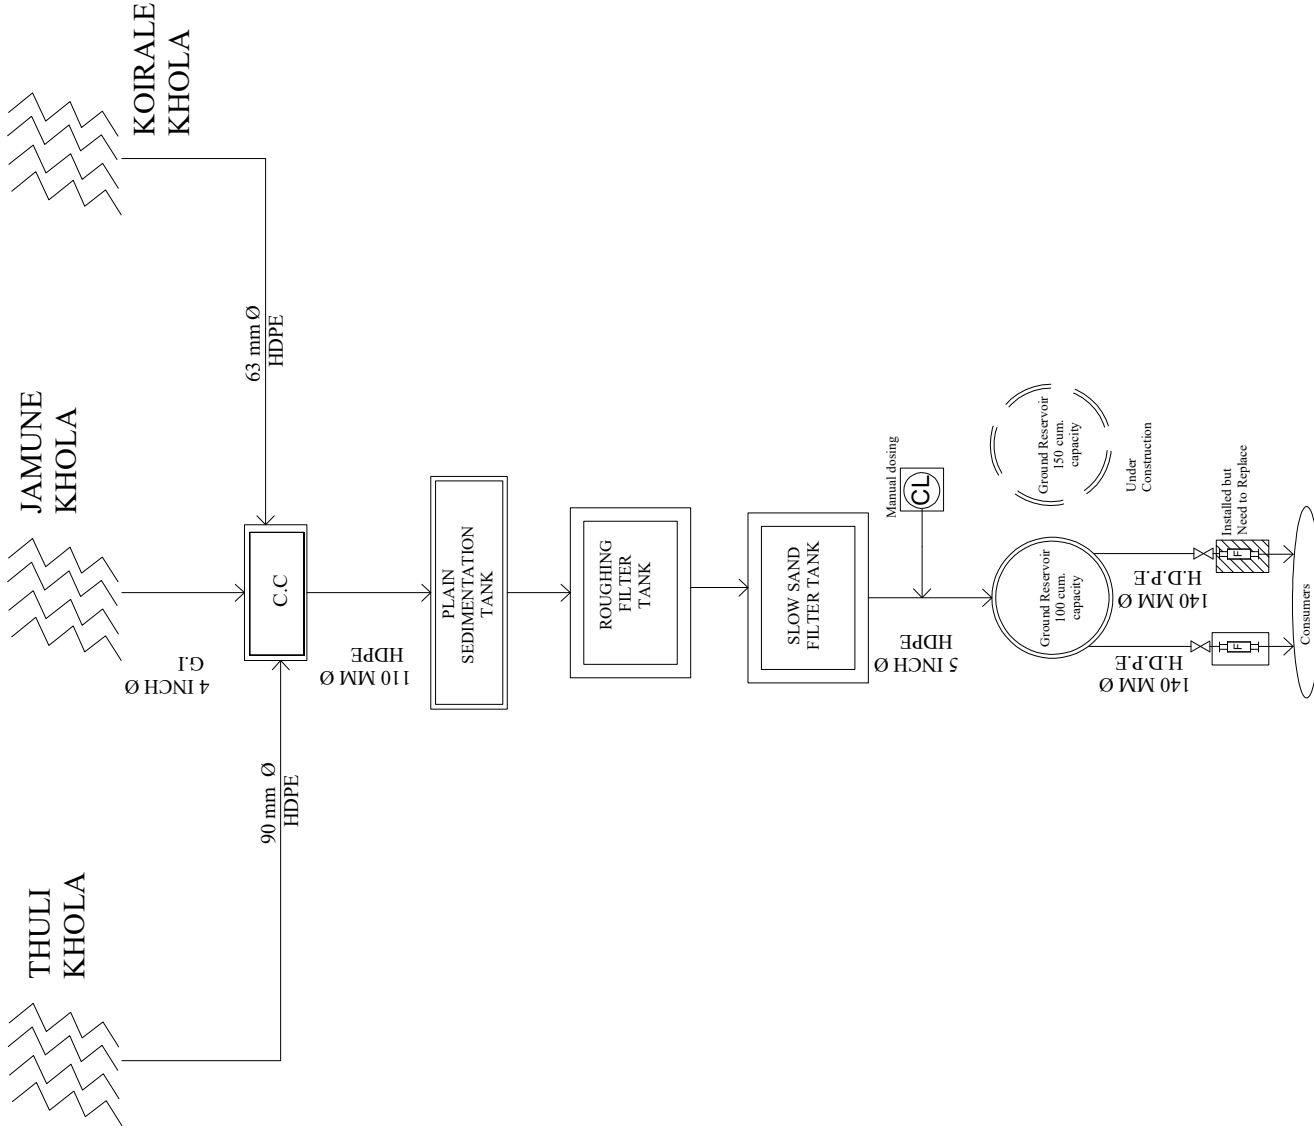 THULI
KHOLA
JAMUNE
KHOLA
KOIRALE
KHOLA
90 mm Ø
HDPE
4 INCH Ø
G.I
63 mm Ø
HDPE
C.C
110 MM Ø
HDPE
PLAIN
SEDIMENTATION
TANK
ROUGHING
FILTER
TANK
SLOW SAND
FILTER TANK
5 INCH Ø
HDPE
Manual dosing
CL
Ground Reservoir
100 cum.
capacity
Ground Reservoir
150 cum.
capacity
Under
Construction
140 MM Ø
H.D.P.E
140 MM Ø
H.D.P.E
F
F
Installed but
Need to Replace
Consumers